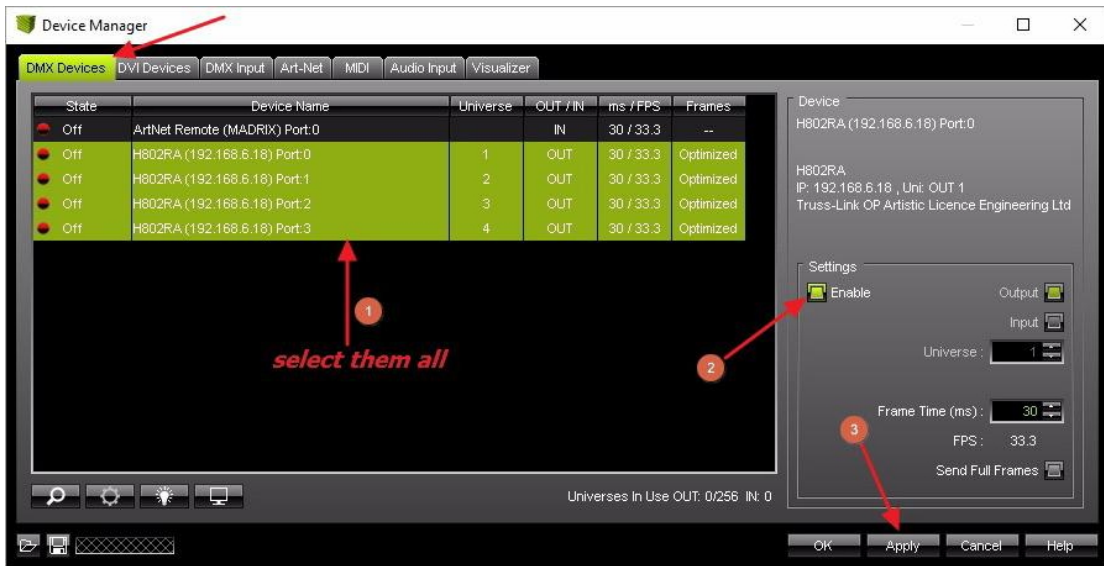 Device Manager
DMX Devices DVI Devices DMX Input Art-Net MIDI Audio Input Visualizer
State Device Name Universe OUT / IN ms / FPS Frames
Off ArtNet Remote (MADRIX) Port:0 IN 30 / 33.3 --
Off H802RA (192.168.6.18) Port:0 1 OUT 30 / 33.3 Optimized
Off H802RA (192.168.6.18) Port:1 2 OUT 30 / 33.3 Optimized
Off H802RA (192.168.6.18) Port:2 3 OUT 30 / 33.3 Optimized
Off H802RA (192.168.6.18) Port:3 4 OUT 30 / 33.3 Optimized
1
select them all
Universes In Use OUT: 0/256 IN: 0
Device
H802RA (192.168.6.18) Port:0
H802RA
IP: 192.168.6.18 , Uni: OUT 1
Truss-Link OP Artistic Licence Engineering Ltd
Settings
Enable Output
Input
2
Universe : 1
Frame Time (ms) : 30
3
FPS : 33.3
Send Full Frames
OK Apply Cancel Help